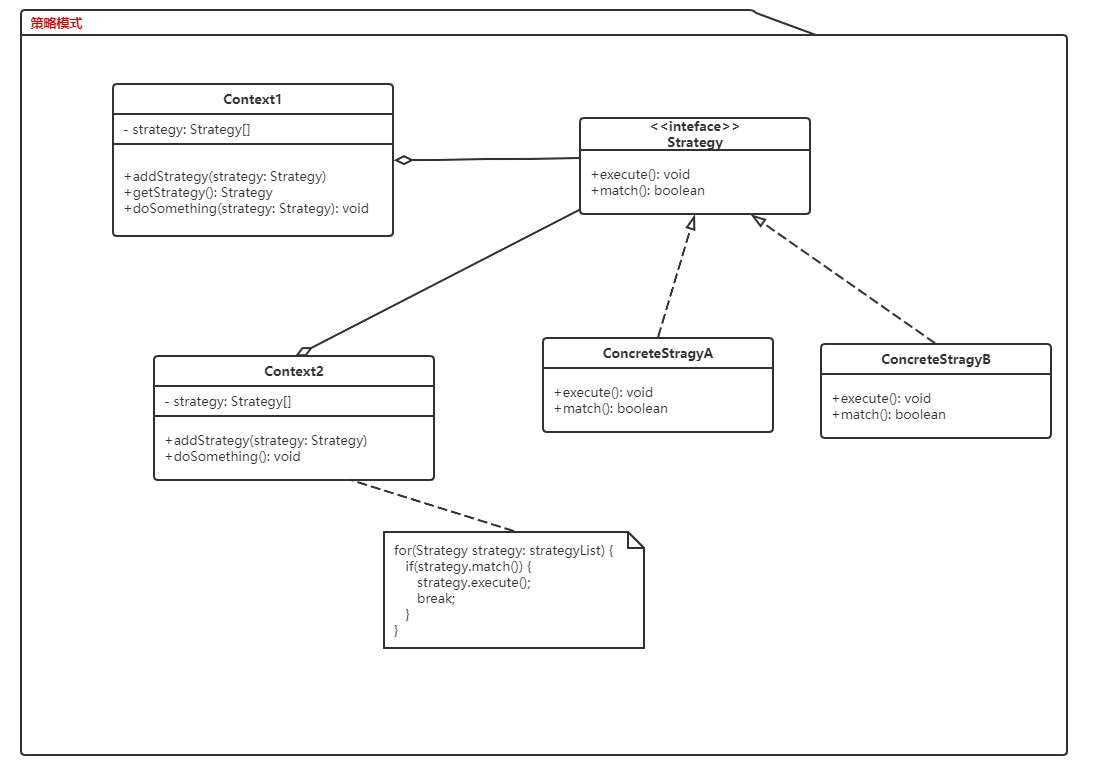 策略模式
Context1
- strategy: Strategy[]
+addStrategy(strategy: Strategy)
+getStrategy(): Strategy
+doSomething(strategy: Strategy): void
<<inteface>>
Strategy
+execute(): void
+match(): boolean
Context2
- strategy: Strategy[]
+addStrategy(strategy: Strategy)
+doSomething(): void
ConcreteStragyA
+execute(): void
+match(): boolean
ConcreteStragyB
+execute(): void
+match(): boolean
for(Strategy strategy: strategyList) {
if(strategy.match()) {
strategy.execute();
break;
}
}